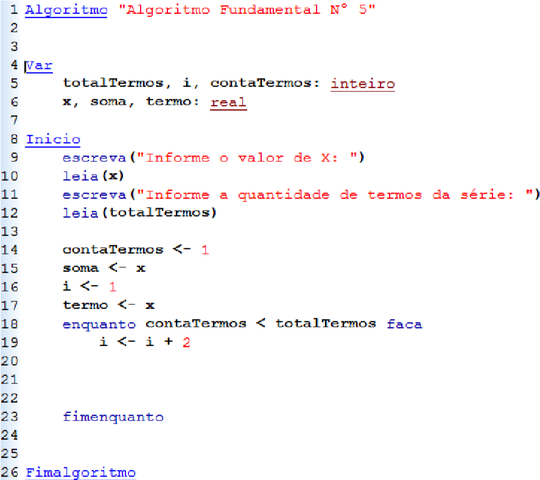 1 Algoritmo "Algoritmo Fundamental Nº 5"
2
3
4 Var
5 totalTermos, i, contaTermos: inteiro
6 x, soma, termo: real
7
8 Inicio
9 escreva("Informe o valor de X: ")
10 leia(x)
11 escreva("Informe a quantidade de termos da série: ")
12 leia(totalTermos)
13
14 contaTermos <- 1
15 soma <- x
16 i <- 1
17 termo <- x
18 enquanto contaTermos < totalTermos faca
19 i <- i + 2
20
21
22
23 fimenquanto
24
25
26 Fimalgoritmo